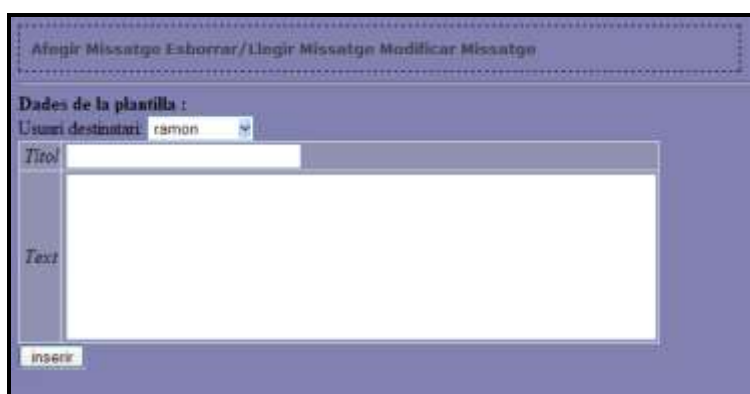 Afegir Missatge Esborrar/Llegir Missatge Modificar Missatge
Dades de la plantilla :
Usuari destinatari: ramon
Titol
Text
inserir